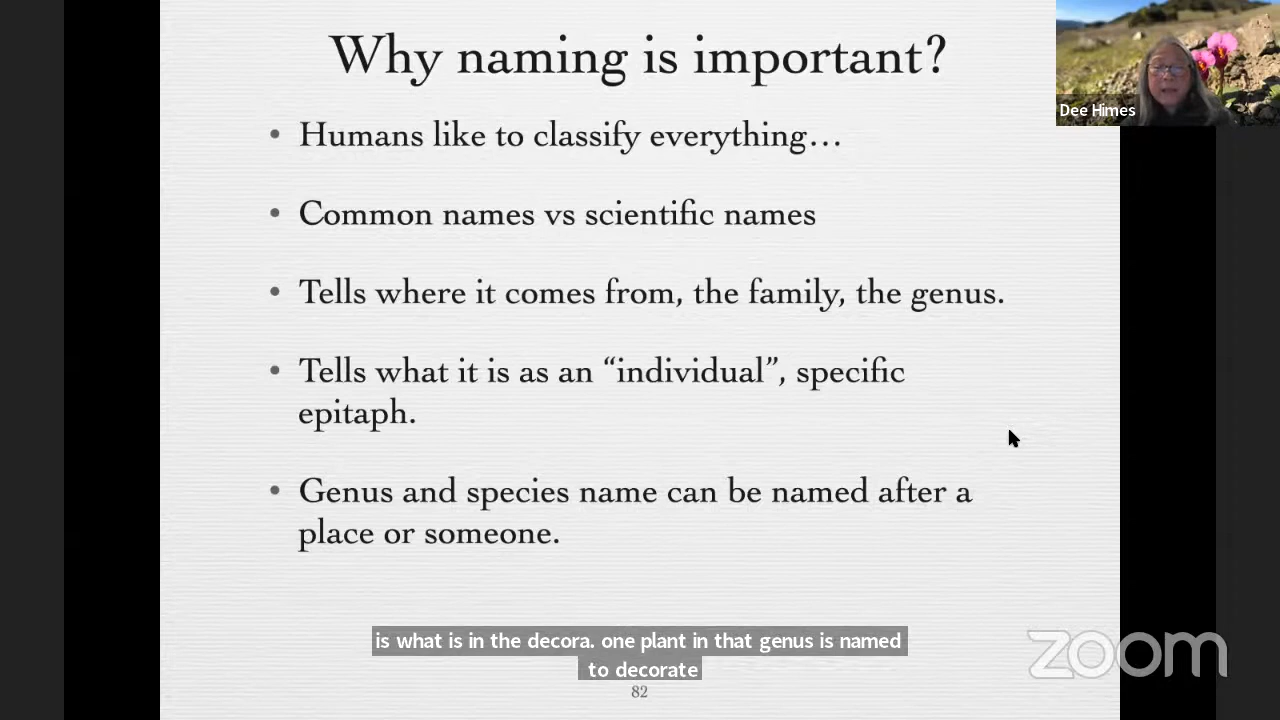 Why naming is important?
Dee Himes
• Humans like to classify everything…
• Common names vs scientific names
• Tells where it comes from, the family, the genus.
• Tells what it is as an “individual”, specific
epitaph.
• Genus and species name can be named after a
place or someone.
is what is in the decora. one plant in that genus is named
to decorate
zoom
82